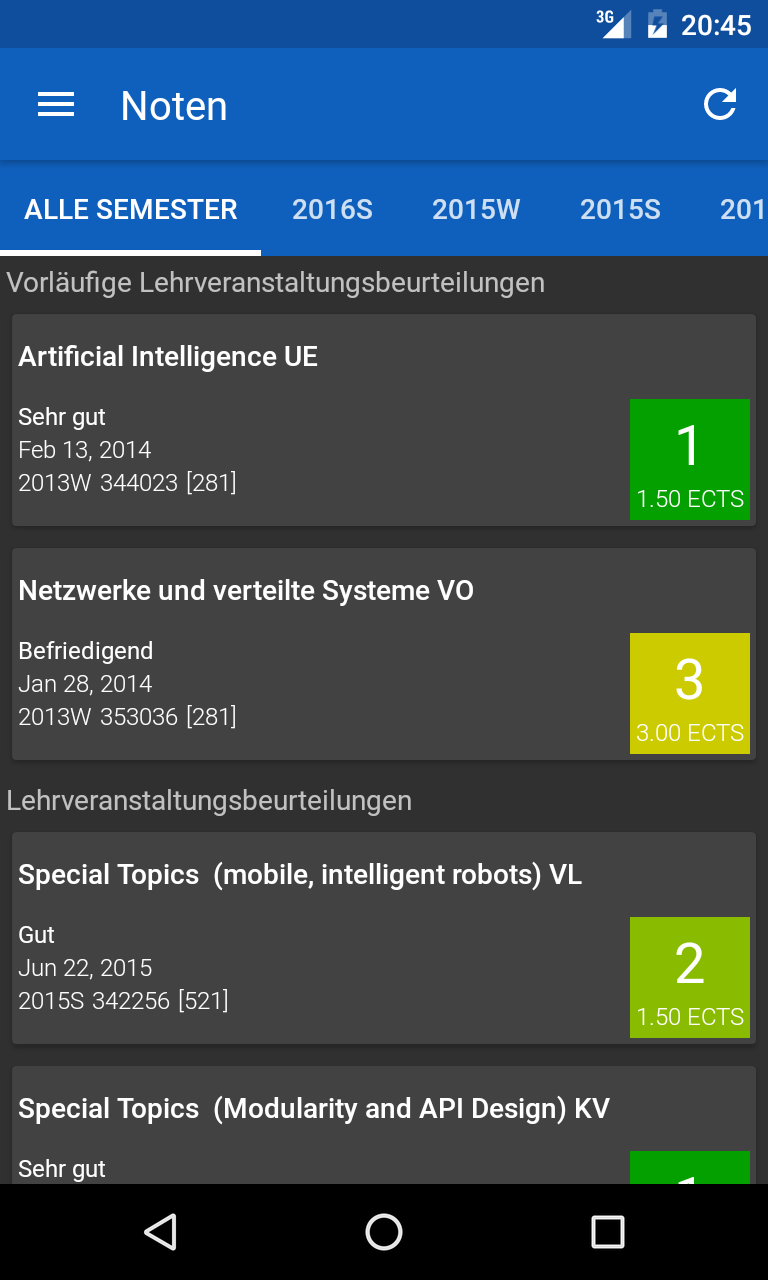 3G 20:45
Noten
ALLE SEMESTER 2016S 2015W 2015S 201
Vorläufige Lehrveranstaltungsbeurteilungen
Artificial Intelligence UE
Sehr gut
Feb 13, 2014
2013W 344023 [281]
1
1.50 ECTS
Netzwerke und verteilte Systeme VO
Befriedigend
Jan 28, 2014
2013W 353036 [281]
3
3.00 ECTS
Lehrveranstaltungsbeurteilungen
Special Topics  (mobile, intelligent robots) VL
Gut
Jun 22, 2015
2015S 342256 [521]
2
1.50 ECTS
Special Topics  (Modularity and API Design) KV
Sehr gut
1